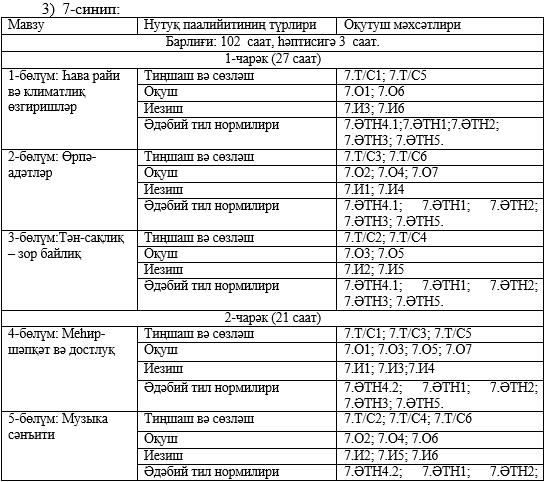 3) 7-синип:
Мавзу Нутуқ паалийитиниң түрлири Оқутуш мәхсәтлири
Барлиғи: 102 саат, һәптисигә 3 саат.
1-чарәк (27 саат)
1-бөлүм: Һава райи Тиңшаш вә сөзләш 7.Т/С1; 7.Т/С5
вә климатлиқ Оқуш 7.О1; 7.О6
өзгиришләр Иезиш 7.И3; 7.И6
Әдәбий тил нормилири 7.ӘТН4.1;7.ӘТН1;7.ӘТН2;
7.ӘТН3; 7.ӘТН5.
2-бөлүм: Өрпә- Тиңшаш вә сөзләш 7.Т/С3; 7.Т/С6
адәтләр Оқуш 7.О2; 7.О4; 7.О7
Иезиш 7.И1; 7.И4
Әдәбий тил нормилири 7.ӘТН4.1; 7.ӘТН1; 7.ӘТН2;
7.ӘТН3; 7.ӘТН5.
3-бөлүм:Тән-сақлиқ Тиңшаш вә сөзләш 7.Т/С2; 7.Т/С4
– зор байлиқ Оқуш 7.О3; 7.О5
Иезиш 7.И2; 7.И5
Әдәбий тил нормилири 7.ӘТН4.1; 7.ӘТН1; 7.ӘТН2;
7.ӘТН3; 7.ӘТН5.
2-чарәк (21 саат)
4-бөлүм: Меһир- Тиңшаш вә сөзләш 7.Т/С1; 7.Т/С3; 7.Т/С5
шәпқәт вә достлуқ Оқуш 7.О1; 7.О3; 7.О5; 7.О7
Иезиш 7.И1; 7.И3;7.И4
Әдәбий тил нормилири 7.ӘТН4.2; 7.ӘТН1; 7.ӘТН2;
7.ӘТН3; 7.ӘТН5.
5-бөлүм: Музыка Тиңшаш вә сөзләш 7.Т/С2; 7.Т/С4; 7.Т/С6
сәнъити Оқуш 7.О2; 7.О4; 7.О6
Иезиш 7.И2; 7.И5; 7.И6
Әдәбий тил нормилири 7.ӘТН4.2; 7.ӘТН1; 7.ӘТН2;